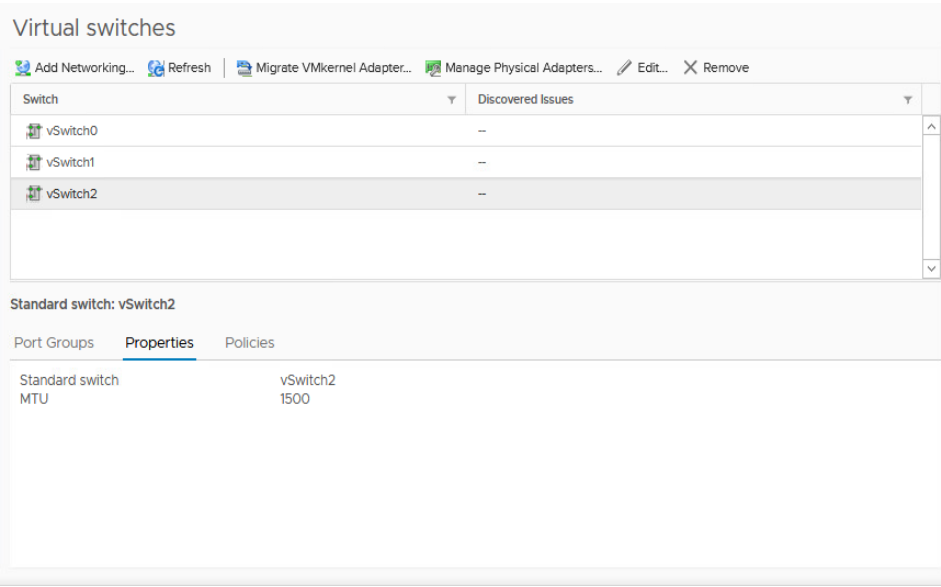 Virtual switches
Add Networking... Refresh Migrate VMkernel Adapter... Manage Physical Adapters... Edit... Remove
Switch Discovered Issues
vSwitch0 --
vSwitch1 --
vSwitch2 --
Standard switch: vSwitch2
Port Groups Properties Policies
Standard switch vSwitch2
MTU 1500